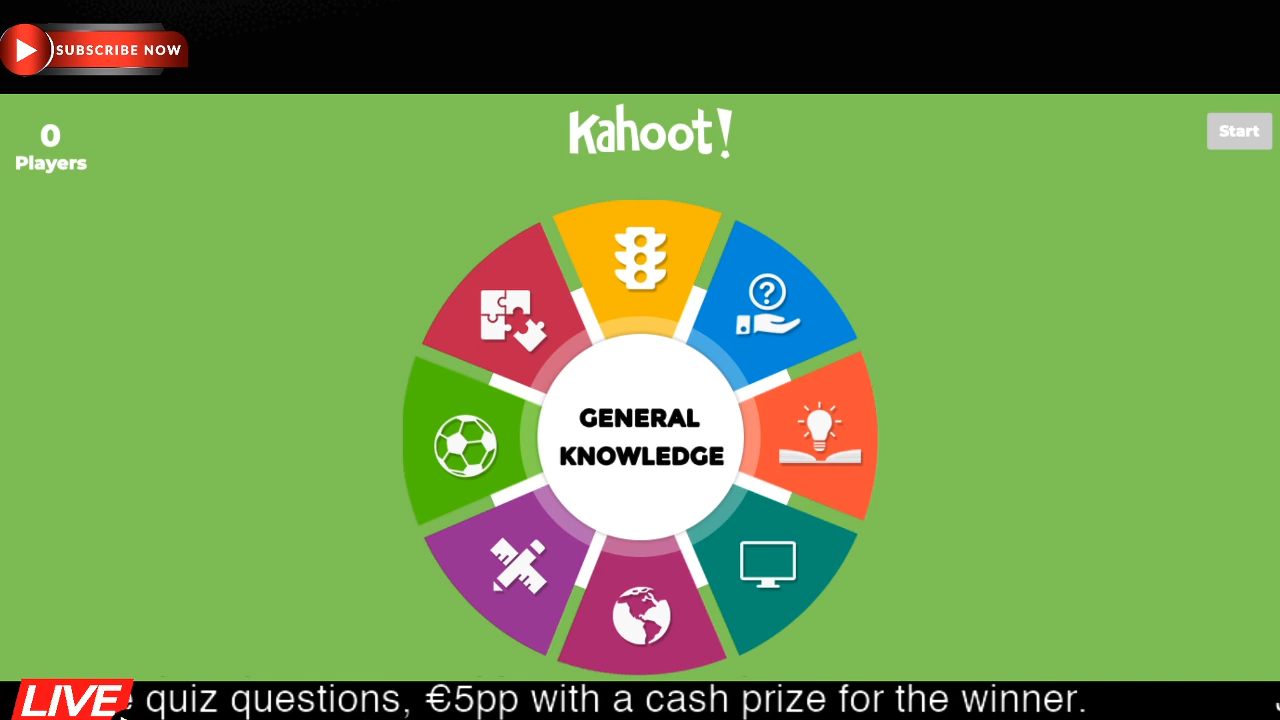 SUBSCRIBE NOW
Kahoot!
0
Players
Start
?
GENERAL
KNOWLEDGE
LIVE
quiz questions, €5pp with a cash prize for the winner.